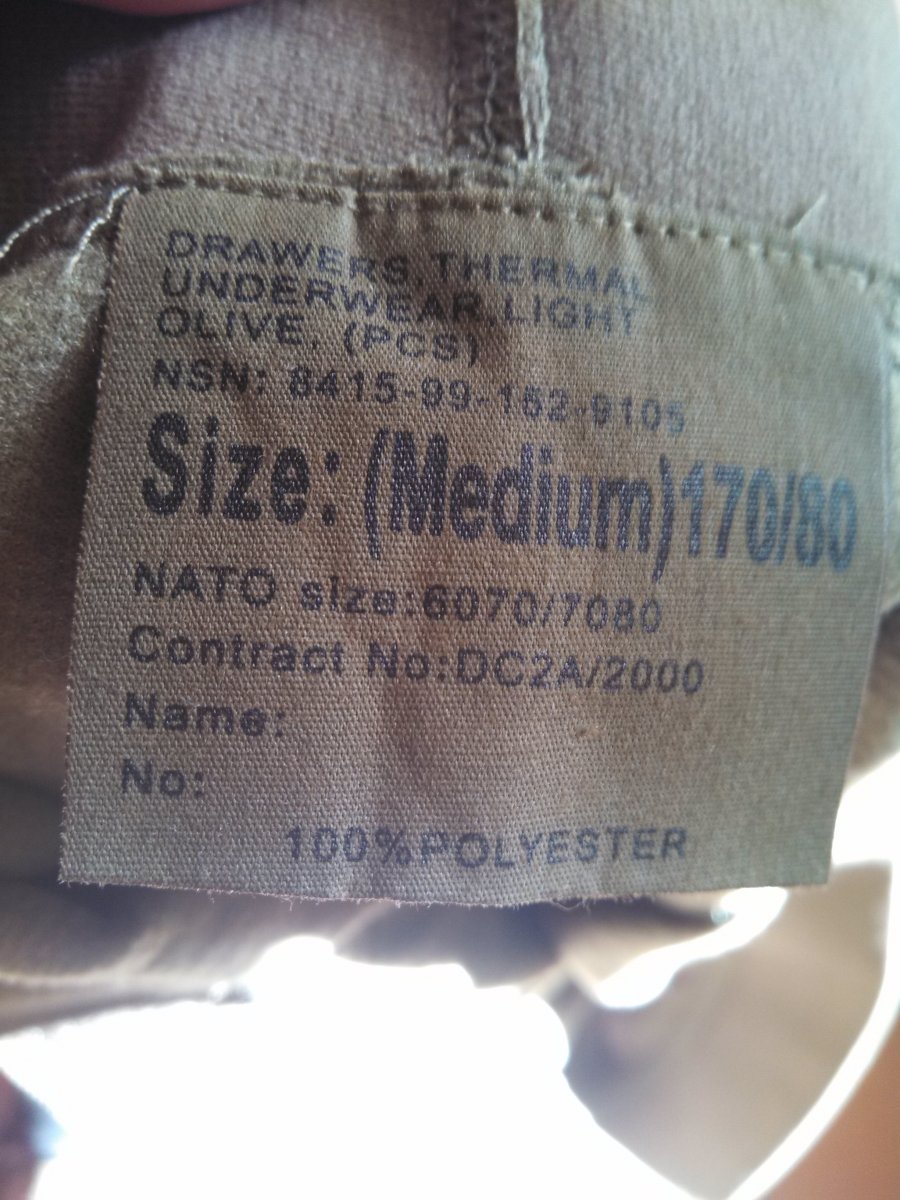 DRAWERS, THERMAL
UNDERWEAR, LIGHT
OLIVE. (PCS)
NSN: 8415-99-152-9105
Size: (Medium)170/80
NATO size:6070/7080
Contract No:DC2A/2000
Name:
No:
100%POLYESTER